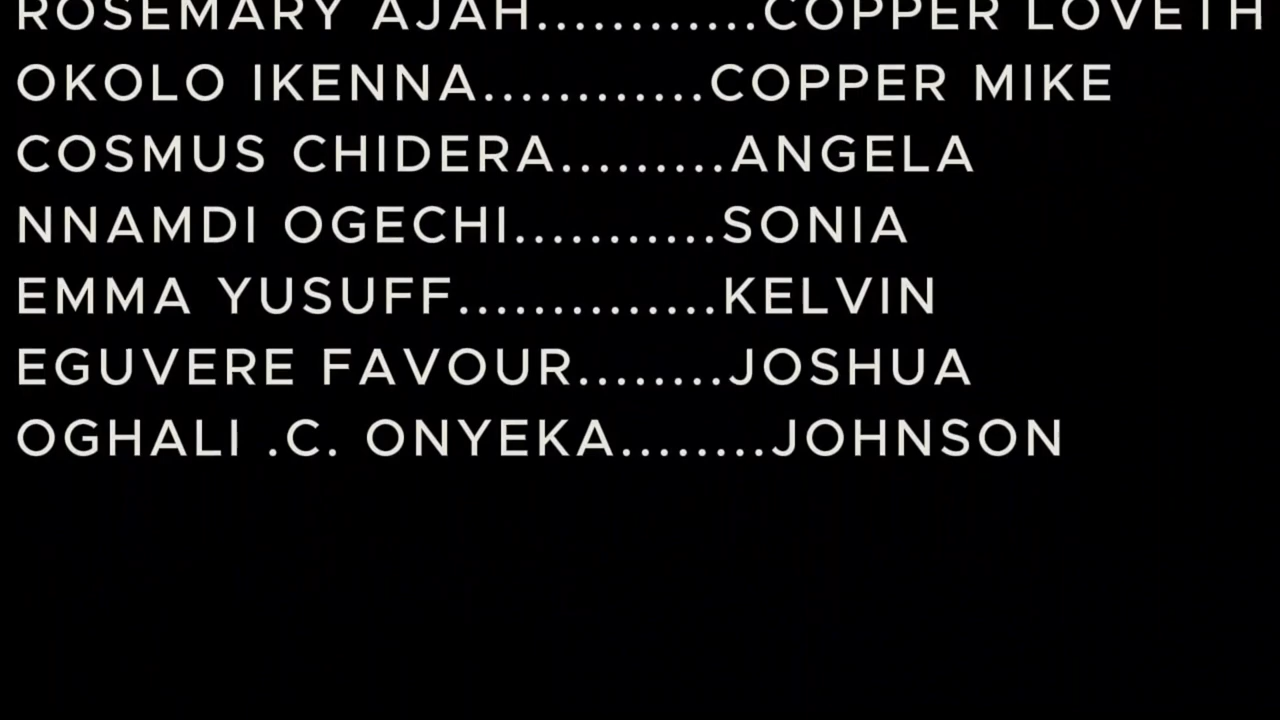 ROSEMARY AJAH............COPPER LOVETH
OKOLO IKENNA............COPPER MIKE
COSMUS CHIDERA.........ANGELA
NNAMDI OGECHI...........SONIA
EMMA YUSUFF..............KELVIN
EGUVERE FAVOUR........JOSHUA
OGHALI .C. ONYEKA........JOHNSON